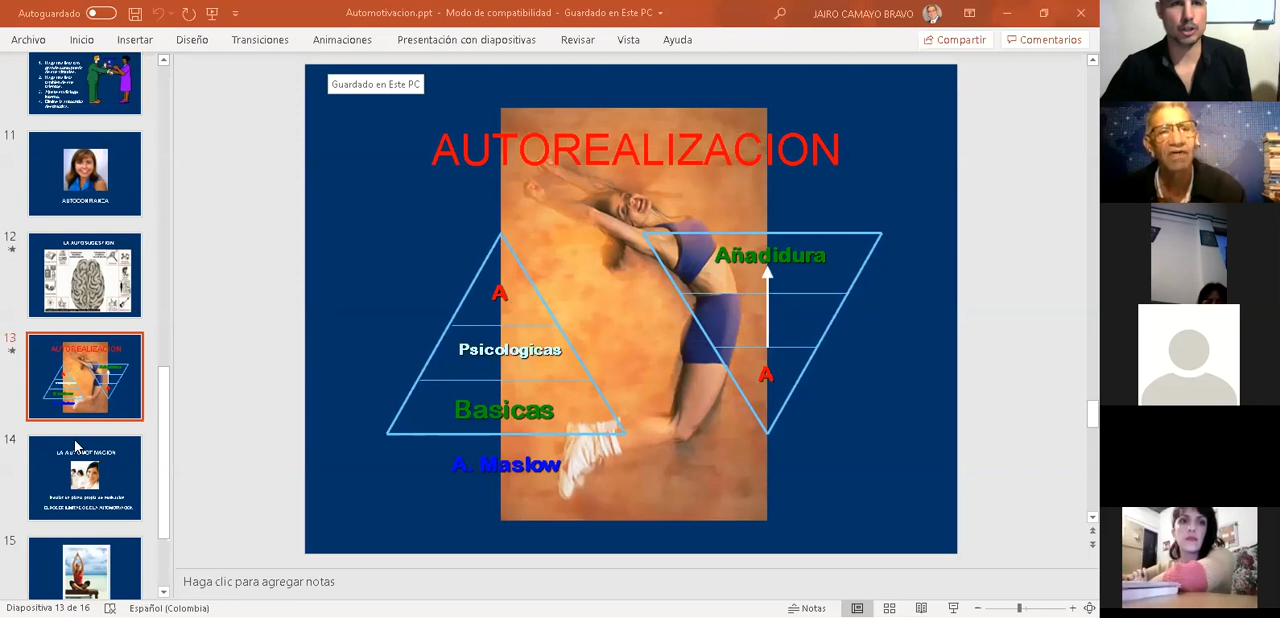 Autoguardado
Automotivacion.ppt - Modo de compatibilidad - Guardado en Este PC
JAIRO CAMAYO BRAVO
Archivo Inicio Insertar Diseño Transiciones Animaciones Presentación con diapositivas Revisar Vista Ayuda
Compartir Comentarios
Guardado en Este PC
11
AUTOCONFIANZA
12
LA AUTOSUGESTION
13
AUTOREALIZACION
14
LA AUTOMOTIVACION
15
AUTOREALIZACION
Añadidura
A
Psicologicas
A
Basicas
A. Maslow
Haga clic para agregar notas
Diapositiva 13 de 16 Español (Colombia) Notas